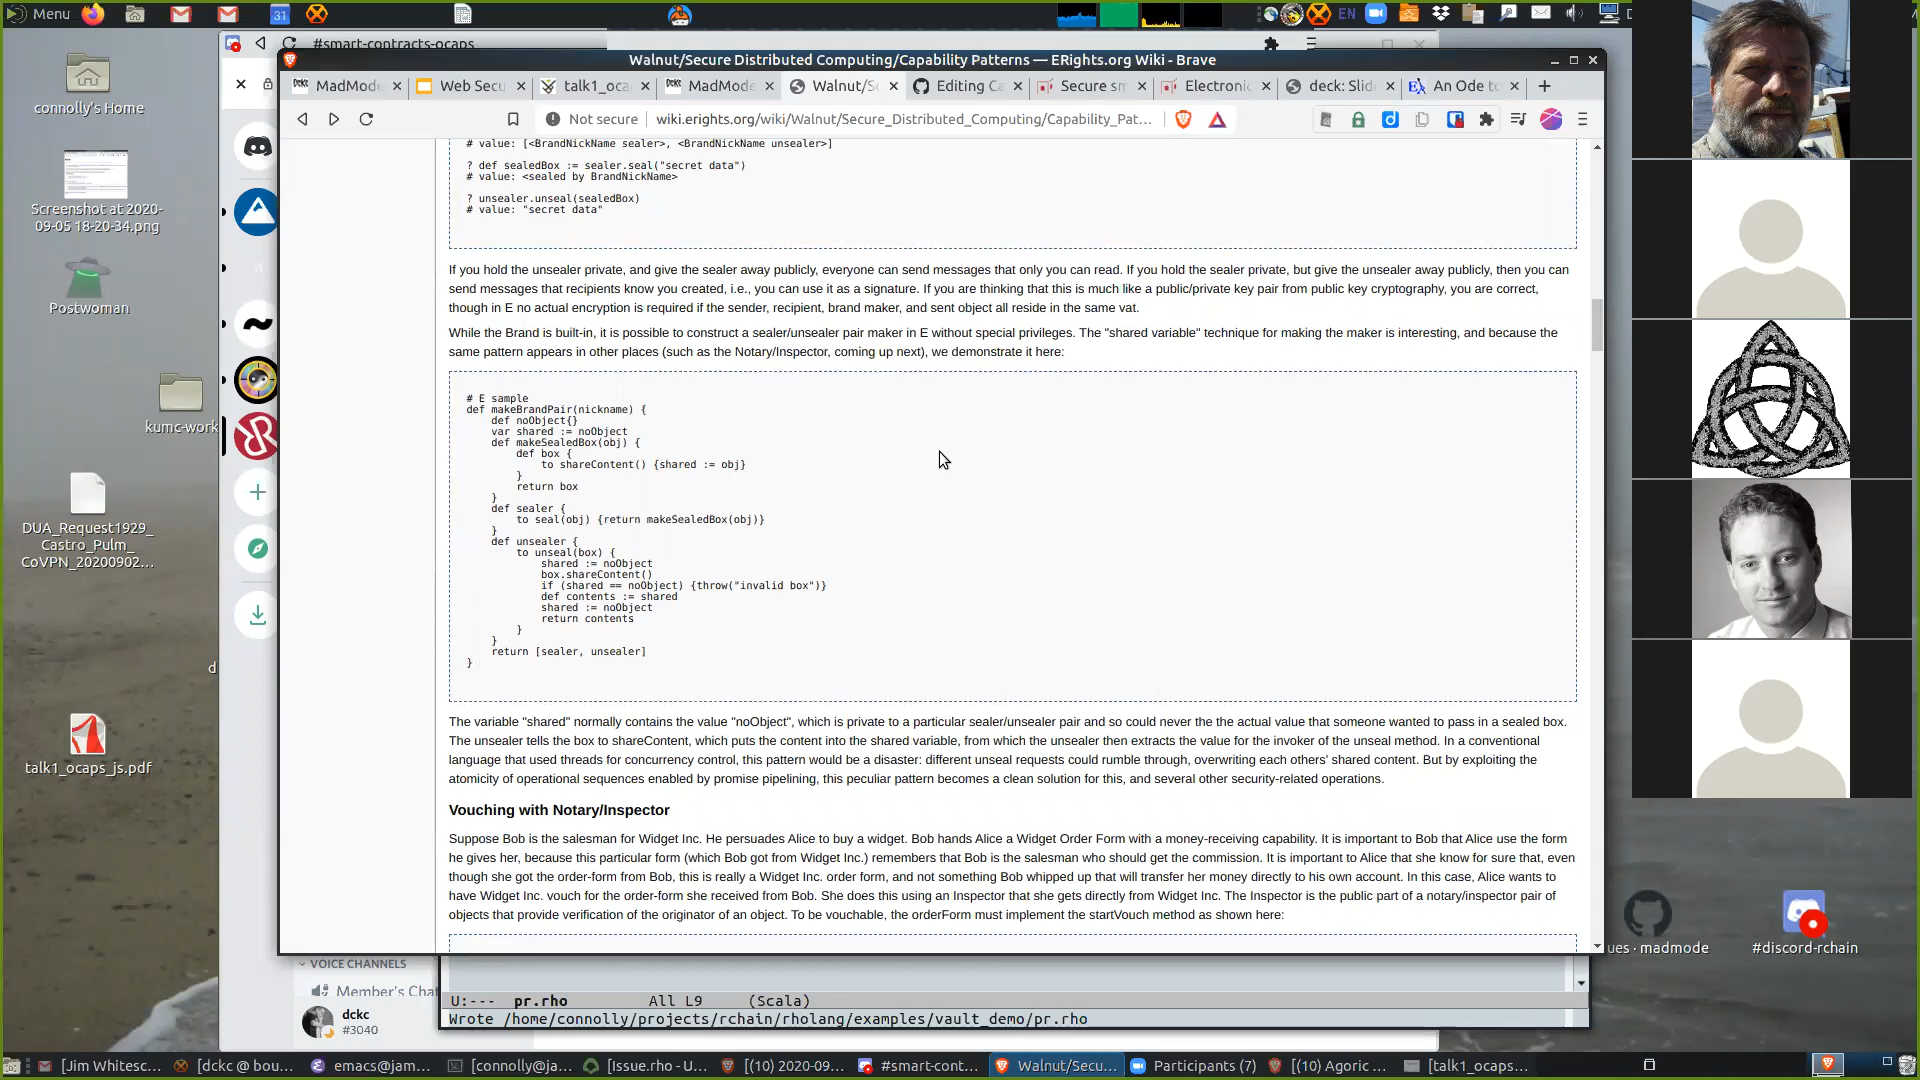 Menu
31
EN
D
#smart-contracts-ocaps
Walnut/Secure Distributed Computing/Capability Patterns — ERights.org Wiki - Brave
MadMode
Web Secu
talk1_oca
MadMode
Walnut/S
Editing Ca
Secure sm
Electronic
deck: Slid
An Ode to
Not secure
wiki.erights.org/wiki/Walnut/Secure_Distributed_Computing/Capability_Pat...
connolly's Home
Screenshot at 2020-
09-05 18-20-34.png
Postwoman
kumc-work
DUA_Request1929_
Castro_Pulm_
CoVPN_20200902...
d
talk1_ocaps_js.pdf
# value: [<BrandNickName sealer>, <BrandNickName unsealer>]
? def sealedBox := sealer.seal("secret data")
# value: <sealed by BrandNickName>
? unsealer.unseal(sealedBox)
# value: "secret data"
If you hold the unsealer private, and give the sealer away publicly, everyone can send messages that only you can read. If you hold the sealer private, but give the unsealer away publicly, then you can
send messages that recipients know you created, i.e., you can use it as a signature. If you are thinking that this is much like a public/private key pair from public key cryptography, you are correct,
though in E no actual encryption is required if the sender, recipient, brand maker, and sent object all reside in the same vat.
While the Brand is built-in, it is possible to construct a sealer/unsealer pair maker in E without special privileges. The "shared variable" technique for making the maker is interesting, and because the
same pattern appears in other places (such as the Notary/Inspector, coming up next), we demonstrate it here:
# E sample
def makeBrandPair(nickname) {
def noObject{}
var shared := noObject
def makeSealedBox(obj) {
def box {
to shareContent() {shared := obj}
}
return box
}
def sealer {
to seal(obj) {return makeSealedBox(obj)}
}
def unsealer {
to unseal(box) {
shared := noObject
box.shareContent()
if (shared == noObject) {throw("invalid box")}
def contents := shared
shared := noObject
return contents
}
}
return [sealer, unsealer]
}
The variable "shared" normally contains the value "noObject", which is private to a particular sealer/unsealer pair and so could never the the actual value that someone wanted to pass in a sealed box.
The unsealer tells the box to shareContent, which puts the content into the shared variable, from which the unsealer then extracts the value for the invoker of the unseal method. In a conventional
language that used threads for concurrency control, this pattern would be a disaster: different unseal requests could rumble through, overwriting each others' shared content. But by exploiting the
atomicity of operational sequences enabled by promise pipelining, this peculiar pattern becomes a clean solution for this, and several other security-related operations.
Vouching with Notary/Inspector
Suppose Bob is the salesman for Widget Inc. He persuades Alice to buy a widget. Bob hands Alice a Widget Order Form with a money-receiving capability. It is important to Bob that Alice use the form
he gives her, because this particular form (which Bob got from Widget Inc.) remembers that Bob is the salesman who should get the commission. It is important to Alice that she know for sure that, even
though she got the order-form from Bob, this is really a Widget Inc. order form, and not something Bob whipped up that will transfer her money directly to his own account. In this case, Alice wants to
have Widget Inc. vouch for the order-form she received from Bob. She does this using an Inspector that she gets directly from Widget Inc. The Inspector is the public part of a notary/inspector pair of
objects that provide verification of the originator of an object. To be vouchable, the orderForm must implement the startVouch method as shown here:
ues · madmode
#discord-rchain
VOICE CHANNELS
Member's Chat
dckc
#3040
U:--- pr.rho All L9 (Scala)
Wrote /home/connolly/projects/rchain/rholang/examples/vault_demo/pr.rho
[Jim Whitesc...
[dckc @ bou...
emacs@jam...
[connolly@ja...
[Issue.rho - U...
[(10) 2020-09...
#smart-cont...
Walnut/Secu...
Participants (7)
[(10) Agoric ...
[talk1_ocaps...